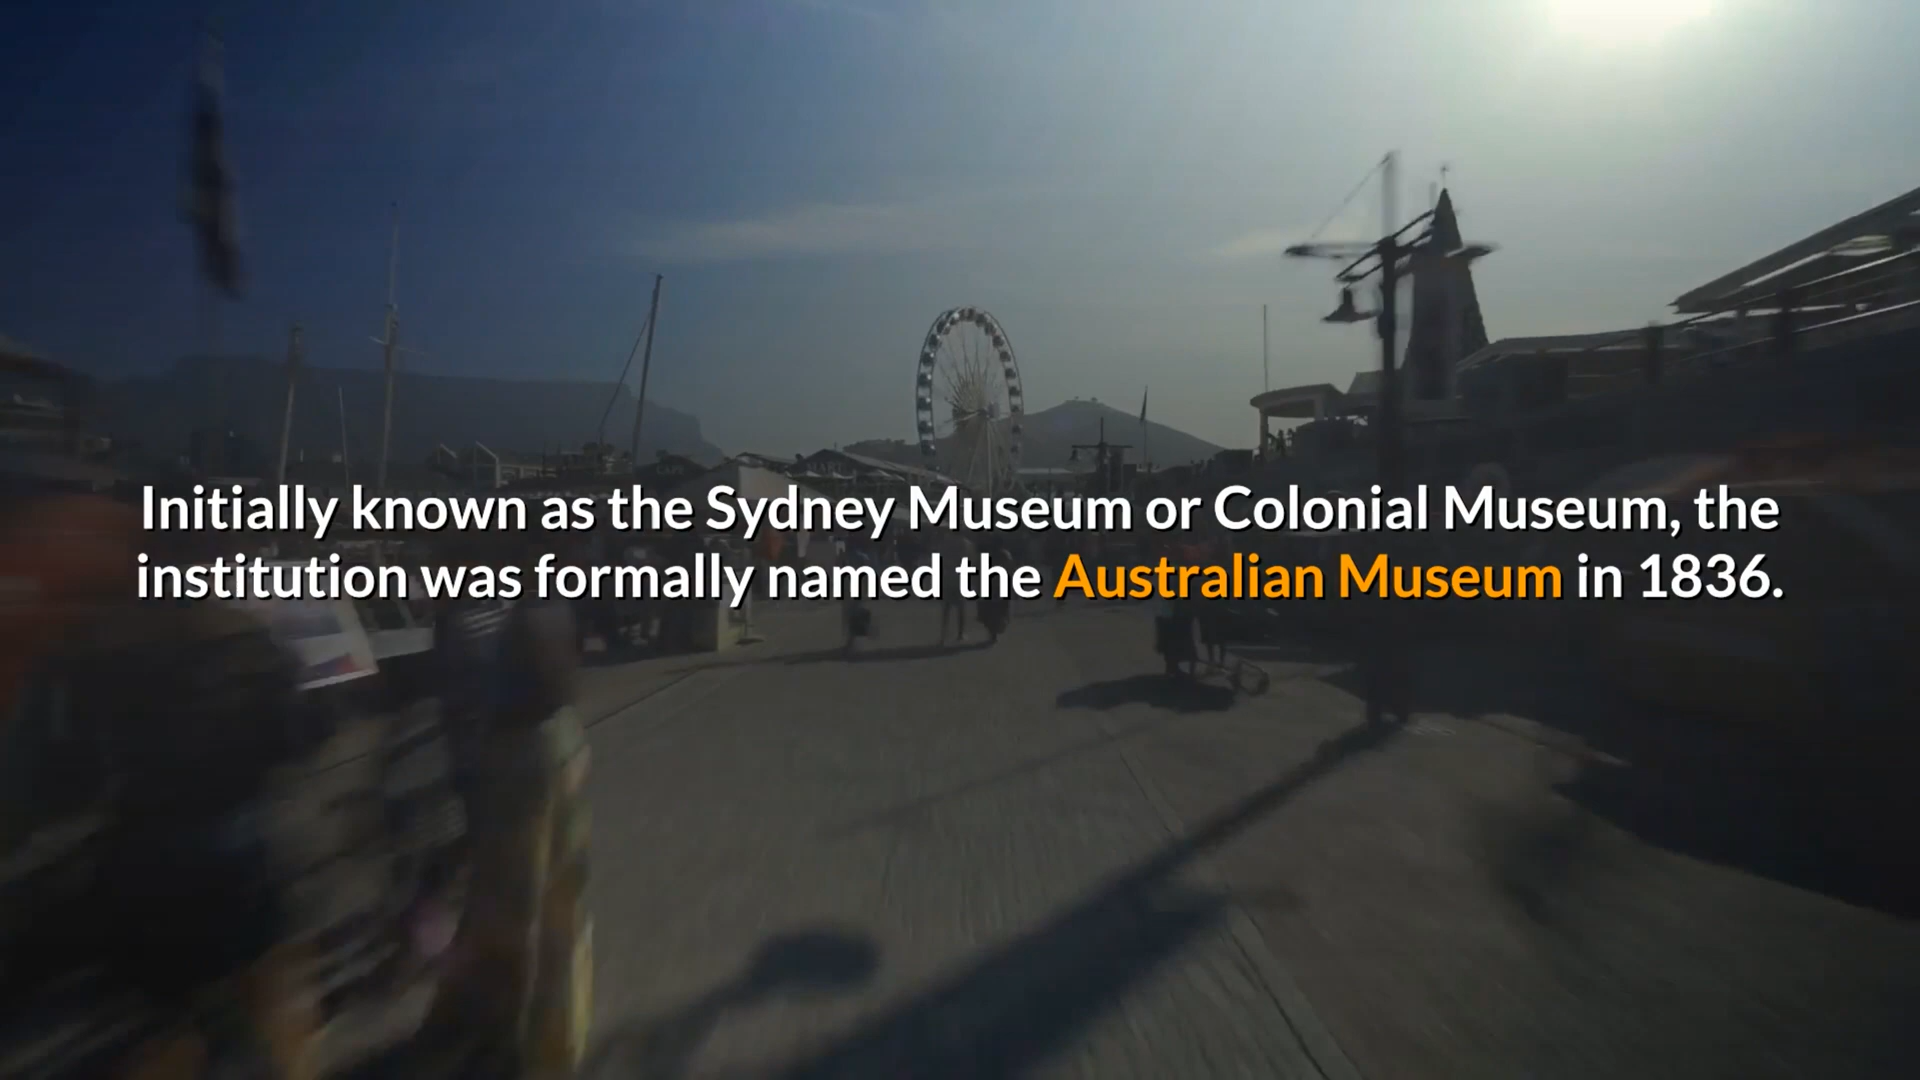 Initially known as the Sydney Museum or Colonial Museum, the
institution was formally named the Australian Museum in 1836.